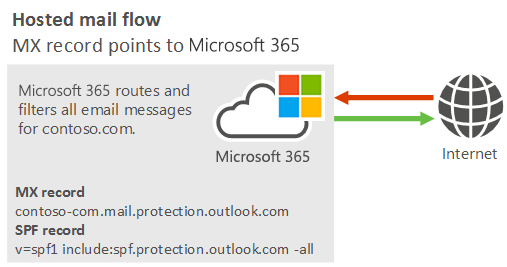 Hosted mail flow
MX record points to Microsoft 365
Microsoft 365 routes and
filters all email messages
for contoso.com.
Microsoft 365
Internet
MX record
contoso-com.mail.protection.outlook.com
SPF record
v=spf1 include:spf.protection.outlook.com -all